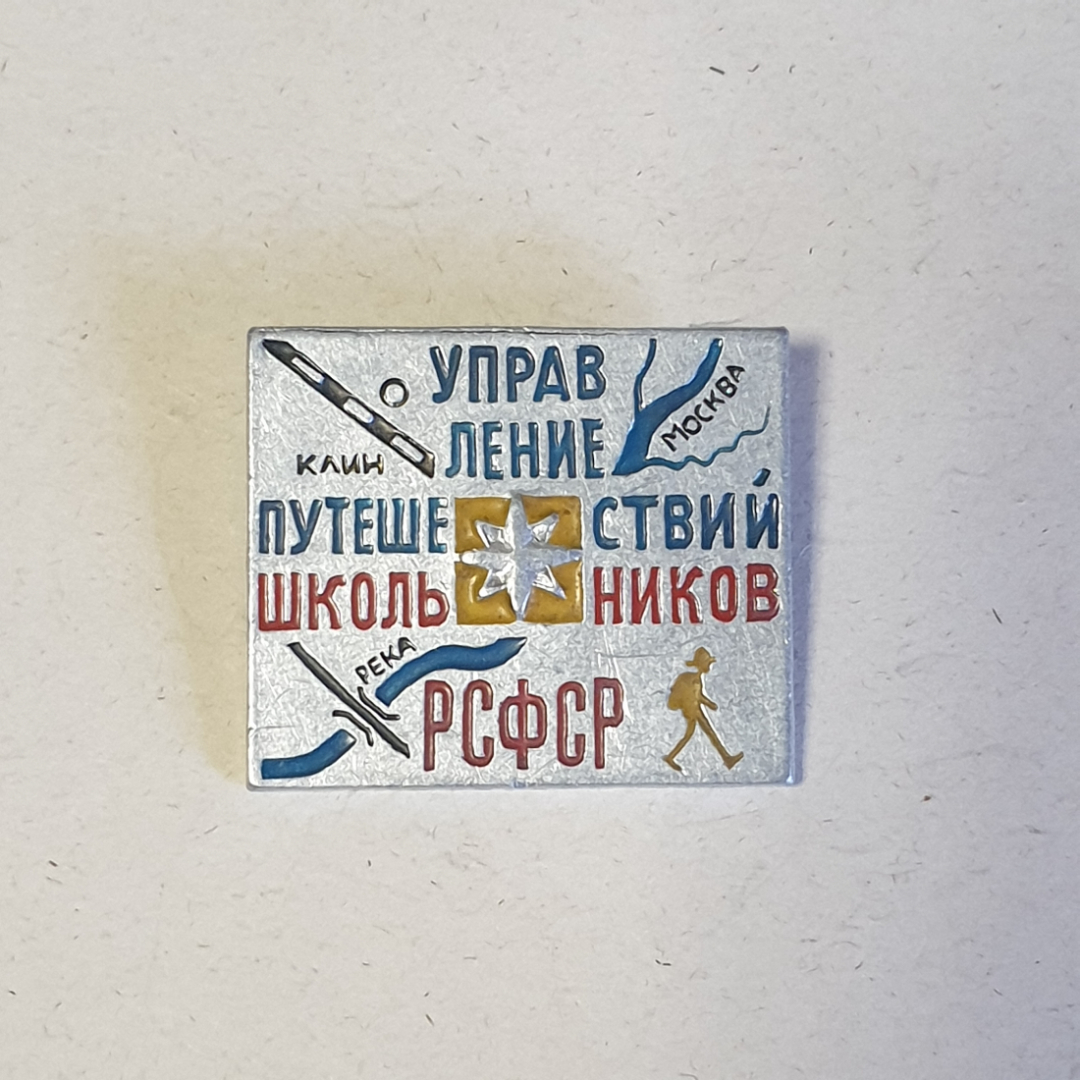 УПРАВ
ЛЕНИЕ
МОСКВА
КЛИН
ПУТЕШЕ СТВИЙ
ШКОЛЬ НИКОВ
РЕКА
РСФСР